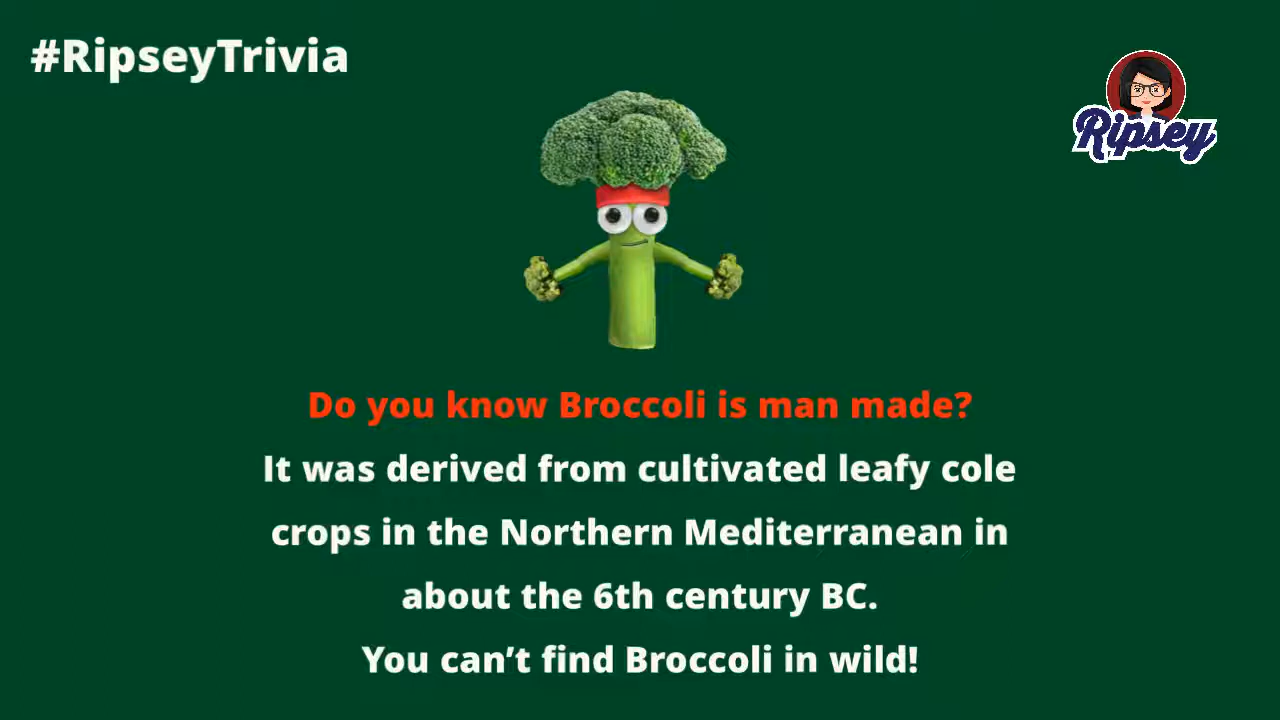 #RipseyTrivia
Ripsey
Do you know Broccoli is man made?
It was derived from cultivated leafy cole
crops in the Northern Mediterranean in
about the 6th century BC.
You can’t find Broccoli in wild!